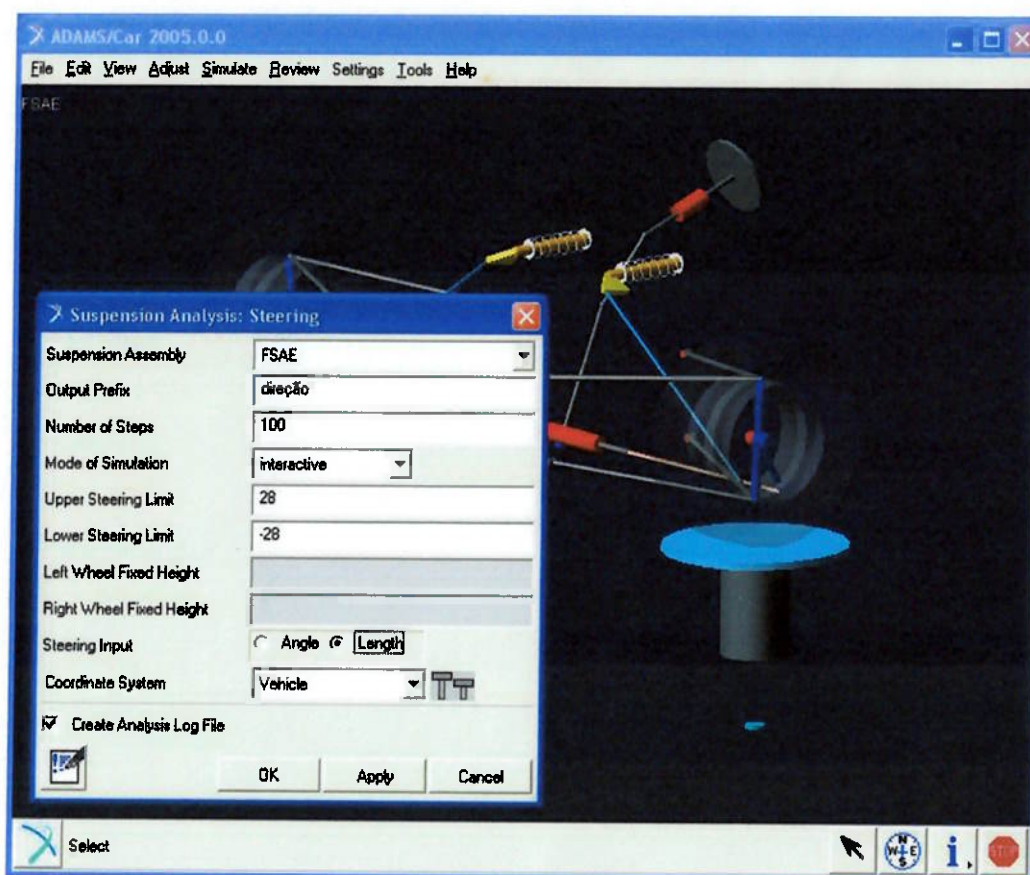 ADAMS/Car 2005.0.0
File Edit View Adjust Simulate Review Settings Tools Help
FSAE
Suspension Analysis: Steering
Suspension Assembly FSAE
Output Prefix direção
Number of Steps 100
Mode of Simulation interactive
Upper Steering Limit 28
Lower Steering Limit -28
Left Wheel Fixed Height
Right Wheel Fixed Height
Steering Input Angle Length
Coordinate System Vehicle
Create Analysis Log File
OK Apply Cancel
Select
N
W E
S
i
STOP